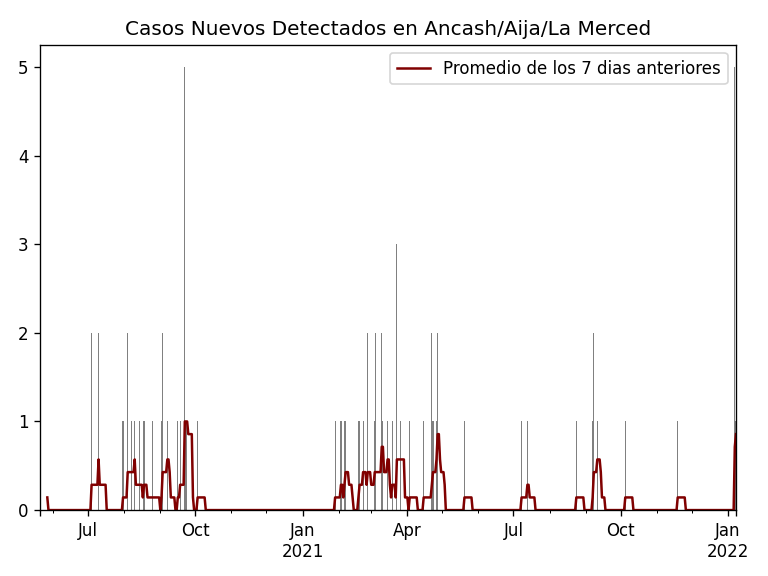 Casos Nuevos Detectados en Ancash/Aija/La Merced
Promedio de los 7 dias anteriores
5
4
3
2
1
0
Jul
Oct
Jan
2021
Apr
Jul
Oct
Jan
2022